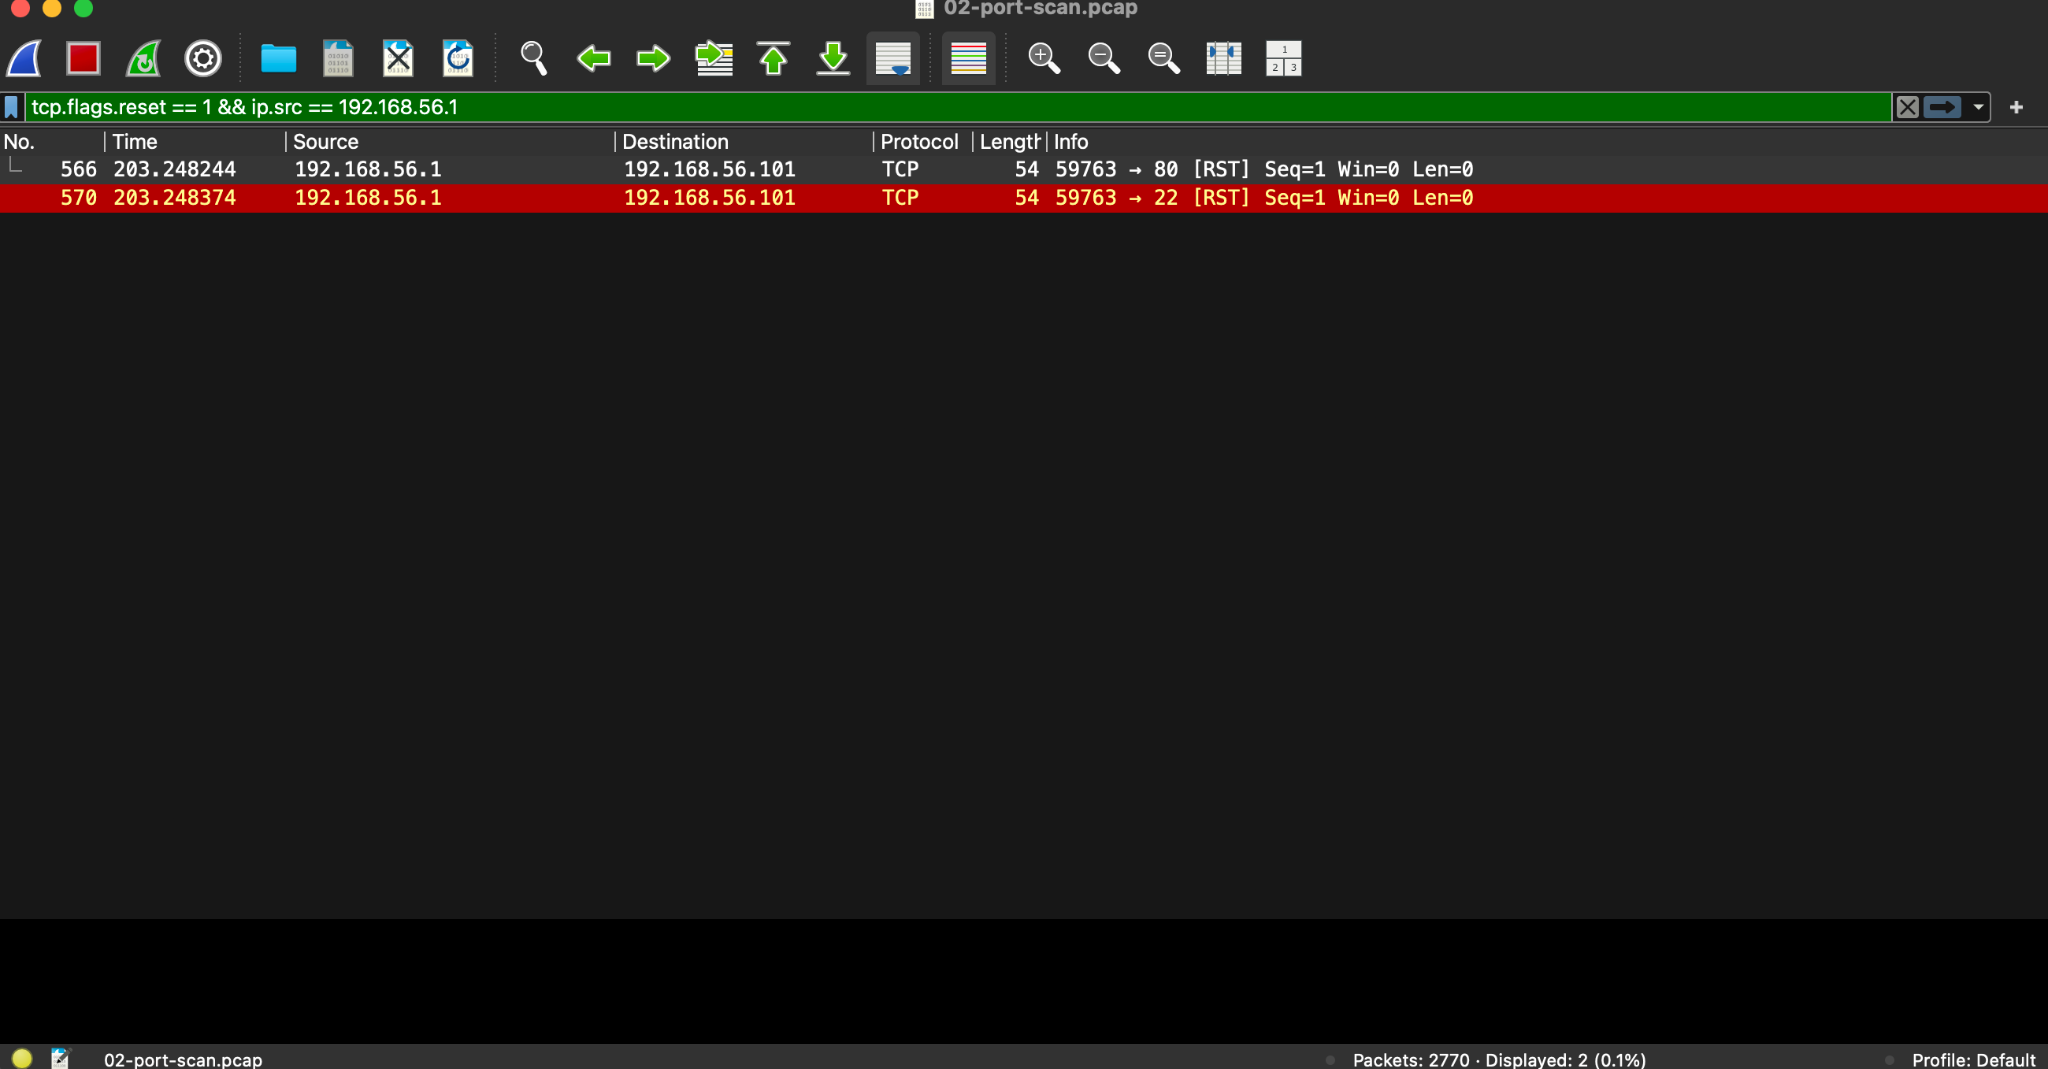 02-port-scan.pcap
tcp.flags.reset == 1 && ip.src == 192.168.56.1
No. Time Source Destination Protocol Length Info
566 203.248244 192.168.56.1 192.168.56.101 TCP 54 59763 → 80 [RST] Seq=1 Win=0 Len=0
570 203.248374 192.168.56.1 192.168.56.101 TCP 54 59763 → 22 [RST] Seq=1 Win=0 Len=0
02-port-scan.pcap Packets: 2770 · Displayed: 2 (0.1%) Profile: Default